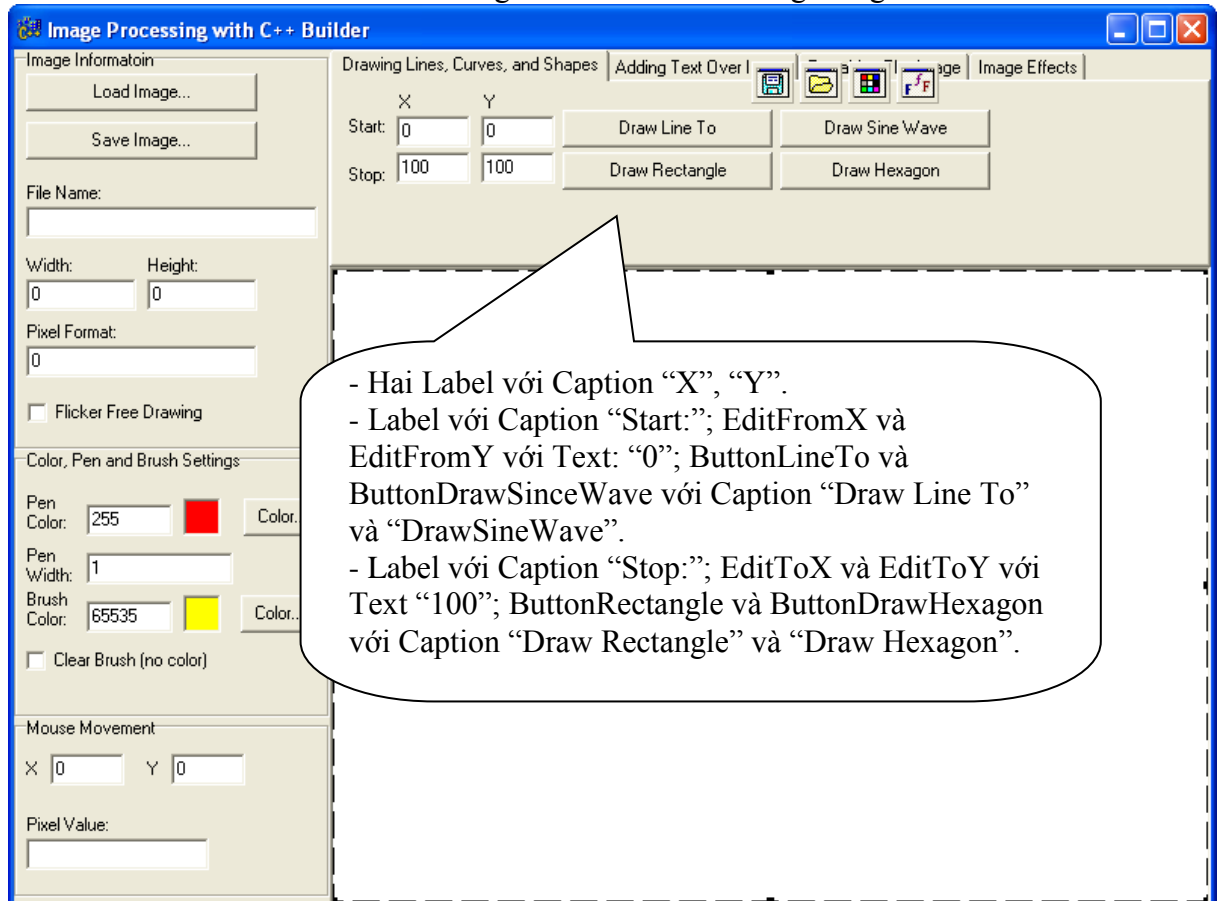 Image Processing with C++ Builder
Image Informatoin
Load Image...
Save Image...
File Name:
Width: Height:
0 0
Pixel Format:
0
Flicker Free Drawing
Color, Pen and Brush Settings
Pen
Color: 255 Color.
Pen
Width: 1
Brush
Color: 65535 Color..
Clear Brush (no color)
Mouse Movement
X 0 Y 0
Pixel Value:
Drawing Lines, Curves, and Shapes Adding Text Over Image Effects
X Y
Start: 0 0 Draw Line To Draw Sine Wave
Stop: 100 100 Draw Rectangle Draw Hexagon
- Hai Label với Caption “X”, “Y”.
- Label với Caption “Start:”; EditFromX và
EditFromY với Text: “0”; ButtonLineTo và
ButtonDrawSinceWave với Caption “Draw Line To”
và “DrawSineWave”.
- Label với Caption “Stop:”; EditToX và EditToY với
Text “100”; ButtonRectangle và ButtonDrawHexagon
với Caption “Draw Rectangle” và “Draw Hexagon”.